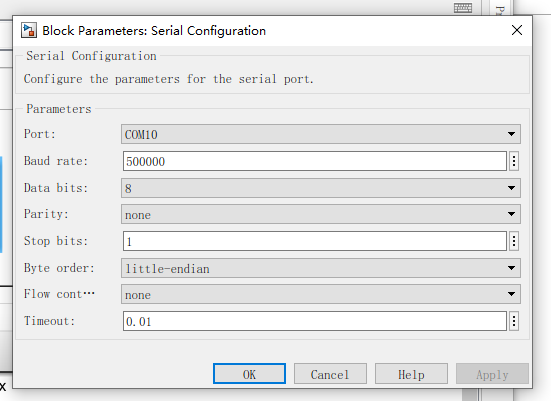 Block Parameters: Serial Configuration
Serial Configuration
Configure the parameters for the serial port.
Parameters
Port: COM10
Baud rate: 500000
Data bits: 8
Parity: none
Stop bits: 1
Byte order: little-endian
Flow cont… none
Timeout: 0.01
OK Cancel Help Apply
x